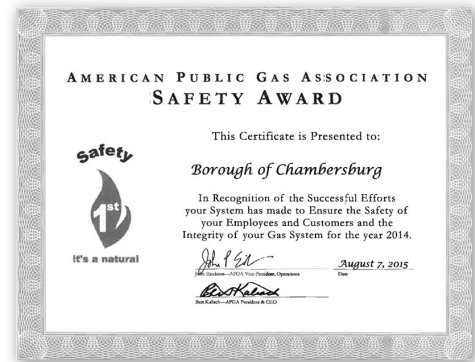 AMERICAN PUBLIC GAS ASSOCIATION
SAFETY AWARD
This Certificate is Presented to:
Safety
1st
It's a natural
Borough of Chambersburg
In Recognition of the Successful Efforts
your System has made to Ensure the Safety of
your Employees and Customers and the
Integrity of your Gas System for the year 2014.
John Erickson—APGA Vice President, Operations
August 7, 2015
Date
Bert Kalisch—APGA President & CEO